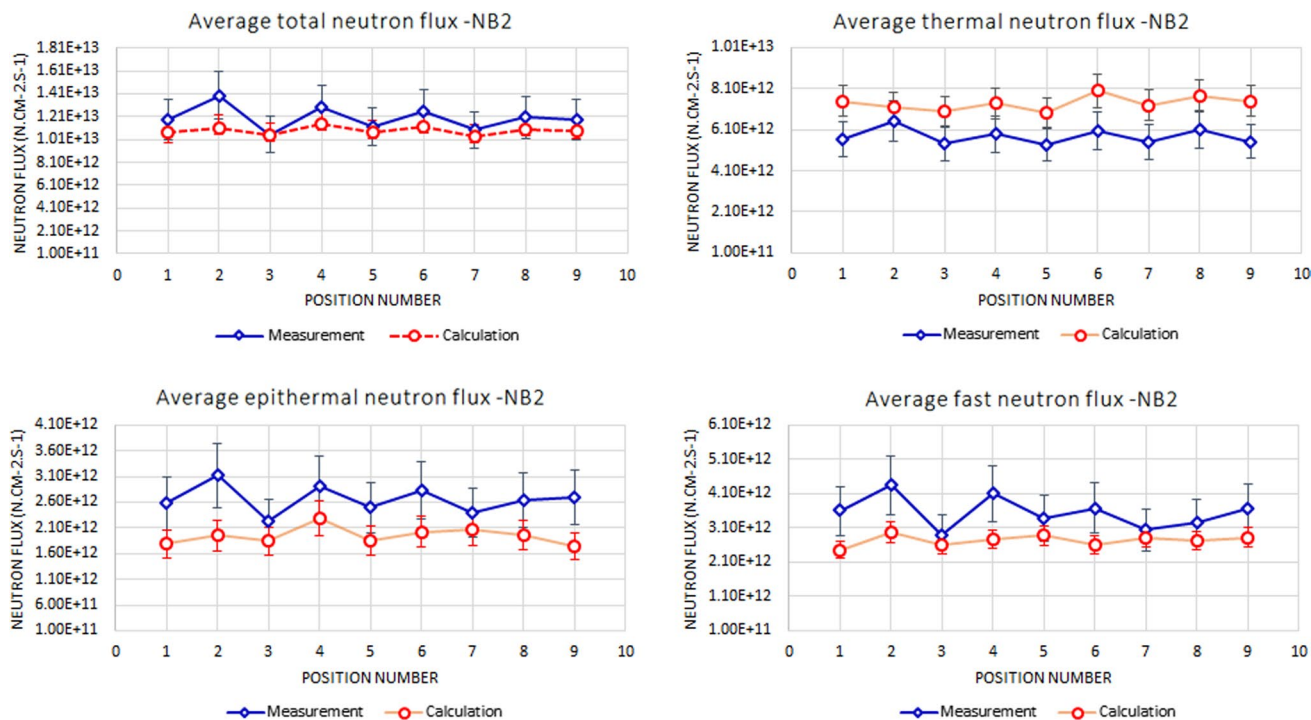 Average total neutron flux -NB2
NEUTRON FLUX (N.CM-2.S-1)
1.81E+13
1.61E+13
1.41E+13
1.21E+13
1.01E+13
8.10E+12
6.10E+12
4.10E+12
2.10E+12
1.00E+11
0 1 2 3 4 5 6 7 8 9 10
POSITION NUMBER
Measurement Calculation
Average thermal neutron flux -NB2
NEUTRON FLUX (N.CM-2.S-1)
1.01E+13
8.10E+12
6.10E+12
4.10E+12
2.10E+12
1.00E+11
0 1 2 3 4 5 6 7 8 9 10
POSITION NUMBER
Measurement Calculation
Average epithermal neutron flux -NB2
NEUTRON FLUX (N.CM-2.S-1)
4.10E+12
3.60E+12
3.10E+12
2.60E+12
2.10E+12
1.60E+12
1.10E+12
6.00E+11
1.00E+11
0 1 2 3 4 5 6 7 8 9 10
POSITION NUMBER
Measurement Calculation
Average fast neutron flux -NB2
NEUTRON FLUX (N.CM-2.S-1)
6.10E+12
5.10E+12
4.10E+12
3.10E+12
2.10E+12
1.10E+12
1.00E+11
0 1 2 3 4 5 6 7 8 9 10
POSITION NUMBER
Measurement Calculation